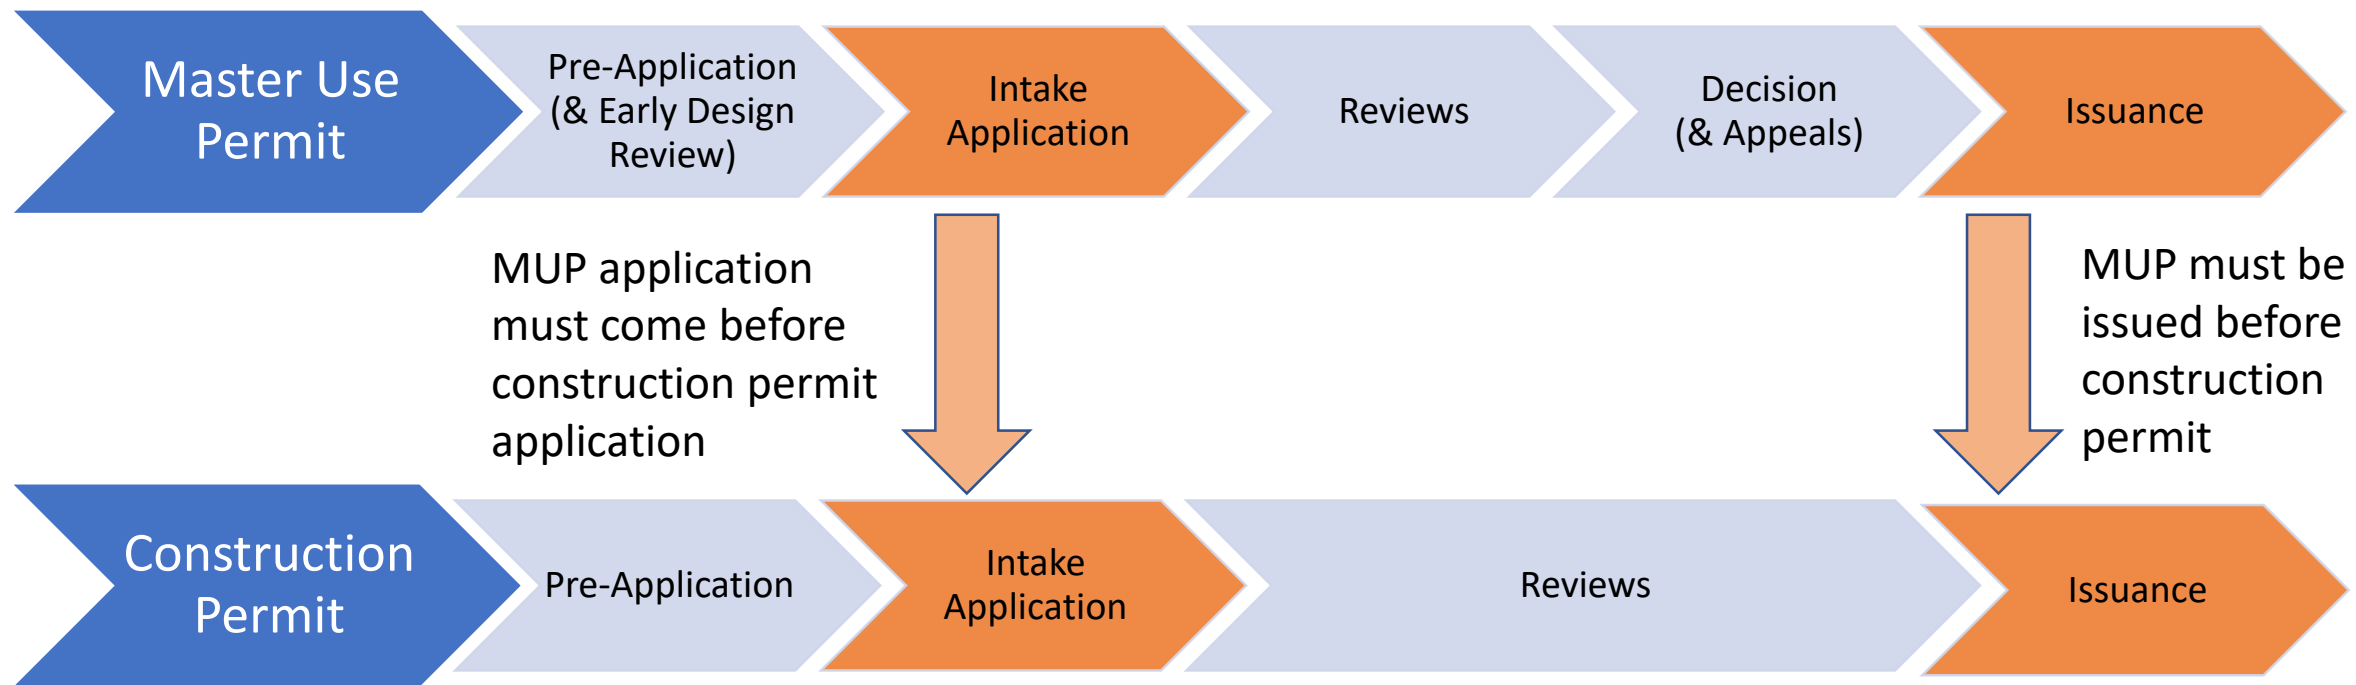 Master Use
Permit
Pre-Application
(& Early Design
Review)
Intake
Application
Reviews
Decision
(& Appeals)
Issuance
MUP application
must come before
construction permit
application
MUP must be
issued before
construction
permit
Construction
Permit
Pre-Application
Intake
Application
Reviews
Issuance